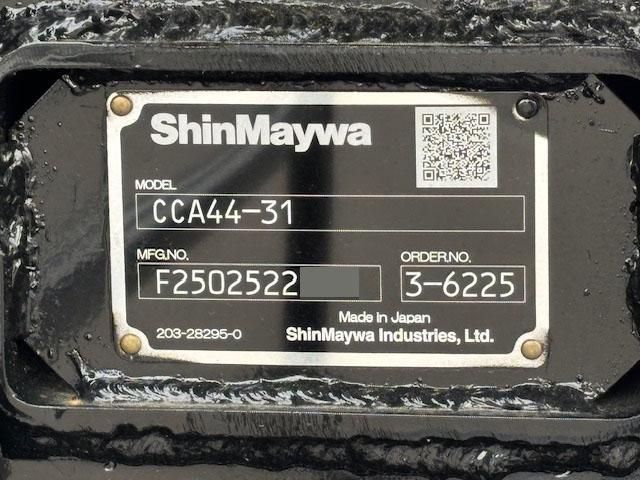 ShinMaywa
MODEL
CCA44-31
MFG.NO.
F2502522
ORDER.NO.
3-6225
Made in Japan
203-28295-0
ShinMaywa Industries, Ltd.